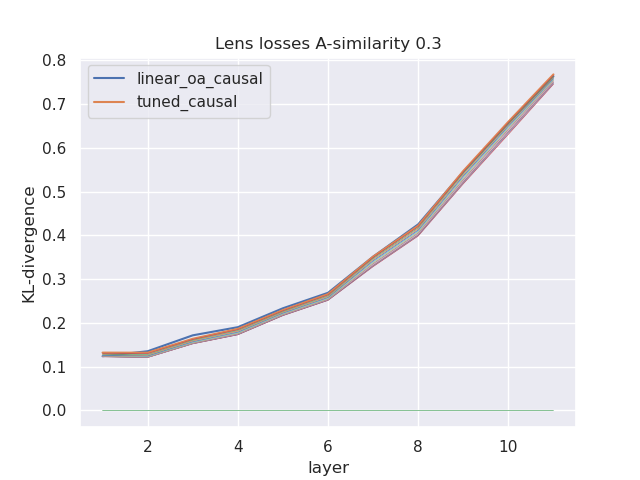 Lens losses A-similarity 0.3
linear_oa_causal
tuned_causal
KL-divergence
0.8
0.7
0.6
0.5
0.4
0.3
0.2
0.1
0.0
2 4 6 8 10
layer